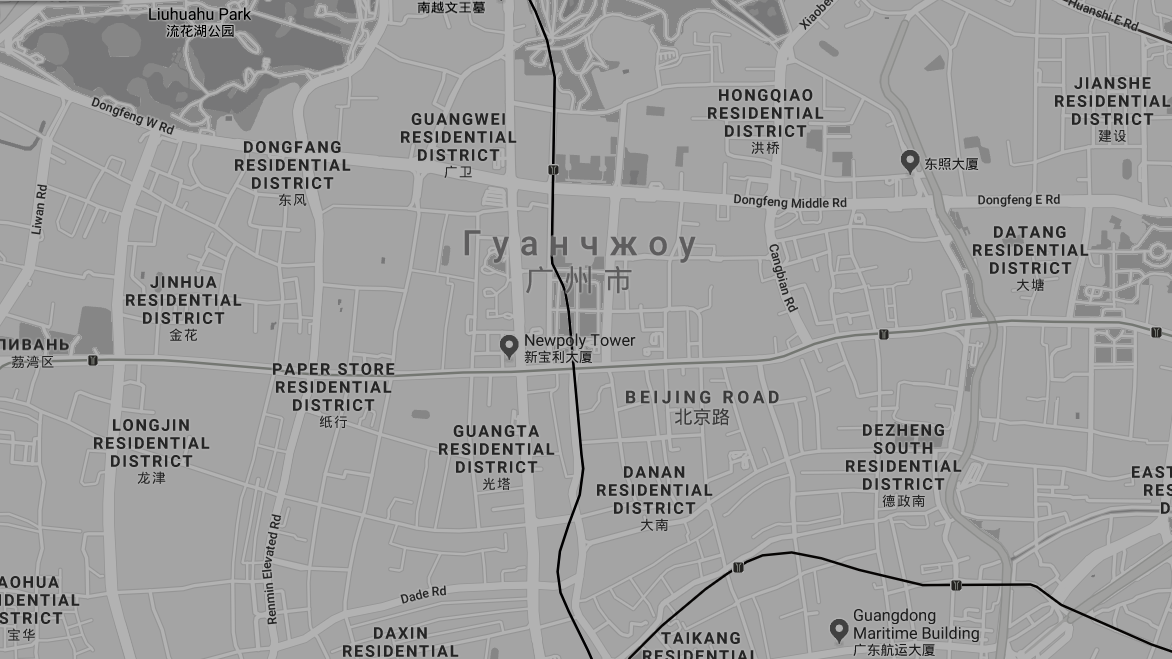 Liuhuahu Park
流花湖公园
南越文王墓
Xiaobei
Huanshi E Rd
Dongfeng W Rd
GUANGWEI
RESIDENTIAL
DISTRICT
广卫
HONGQIAO
RESIDENTIAL
DISTRICT
洪桥
JIANSHE
RESIDENTIAL
DISTRICT
建设
DONGFANG
RESIDENTIAL
DISTRICT
东风
东照大厦
Liwan Rd
Dongfeng Middle Rd
Dongfeng E Rd
Гуанчжоу
广州市
DATANG
RESIDENTIAL
DISTRICT
大塘
Cangbian Rd
JINHUA
RESIDENTIAL
DISTRICT
金花
ЛИВАНЬ
荔湾区
Newpoly Tower
新宝利大厦
PAPER STORE
RESIDENTIAL
DISTRICT
纸行
BEIJING ROAD
北京路
LONGJIN
RESIDENTIAL
DISTRICT
龙津
GUANGTA
RESIDENTIAL
DISTRICT
光塔
DEZHENG
SOUTH
RESIDENTIAL
DISTRICT
德政南
DANAN
RESIDENTIAL
DISTRICT
大南
EAST
RES
D
Renmin Elevated Rd
Dade Rd
AOHUA
IDENTIAL
STRICT
宝华
DAXIN
RESIDENTIAL
TAIKANG
RESIDENTIAL
Guangdong
Maritime Building
广东航运大厦